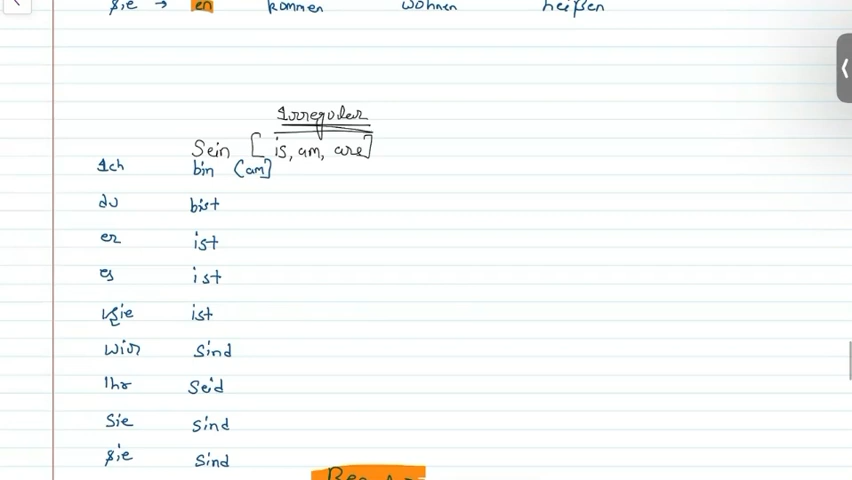 sie → en kommen wohnen heißen
Irregular
Sein [is, am, are]
Ich bin (am]
du bist
er ist
es ist
sie ist
wir sind
Ihr seid
Sie sind
sie sind